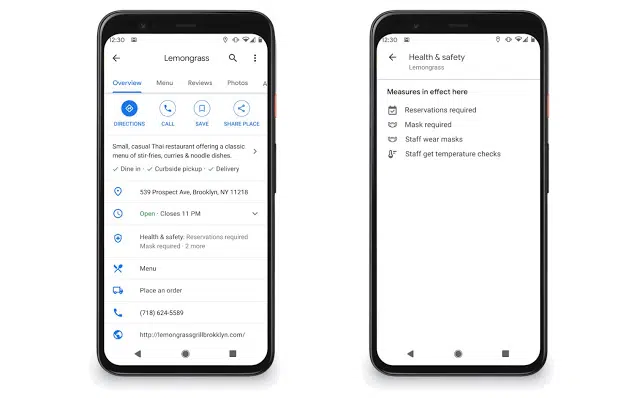 12:30
Lemongrass
Overview Menu Reviews Photos A
DIRECTIONS CALL SAVE SHARE PLACE
Small, casual Thai restaurant offering a classic
menu of stir-fries, curries & noodle dishes.
✓ Dine in · ✓ Curbside pickup · ✓ Delivery
539 Prospect Ave, Brooklyn, NY 11218
Open · Closes 11 PM
Health & safety: Reservations required
Mask required · 2 more
Menu
Place an order
(718) 624-5589
http://lemongrassgrillbrokklyn.com/
12:30
Health & safety
Lemongrass
Measures in effect here
Reservations required
Mask required
Staff wear masks
Staff get temperature checks